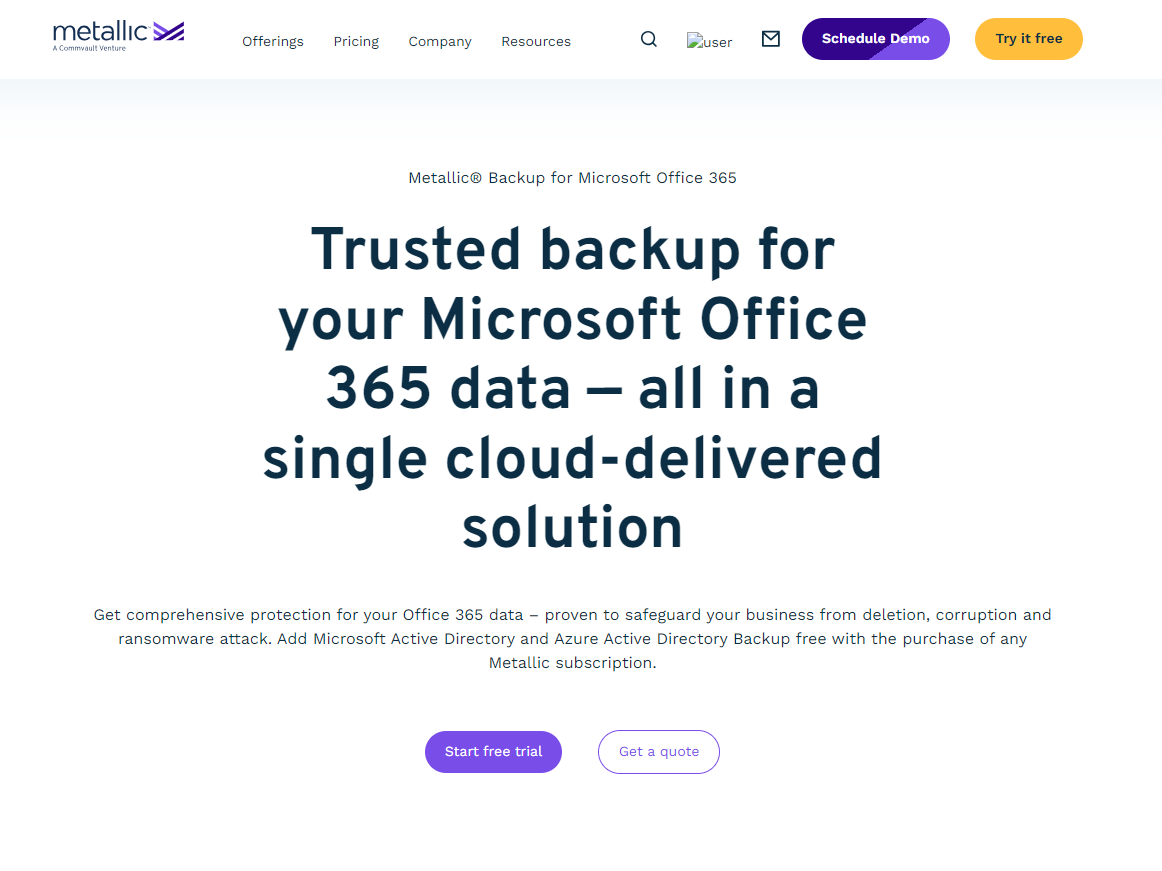 metallic
A Commvault Venture
Offerings
Pricing
Company
Resources
user
Schedule Demo
Try it free
Metallic® Backup for Microsoft Office 365
Trusted backup for
your Microsoft Office
365 data – all in a
single cloud-delivered
solution
Get comprehensive protection for your Office 365 data – proven to safeguard your business from deletion, corruption and
ransomware attack. Add Microsoft Active Directory and Azure Active Directory Backup free with the purchase of any
Metallic subscription.
Start free trial
Get a quote